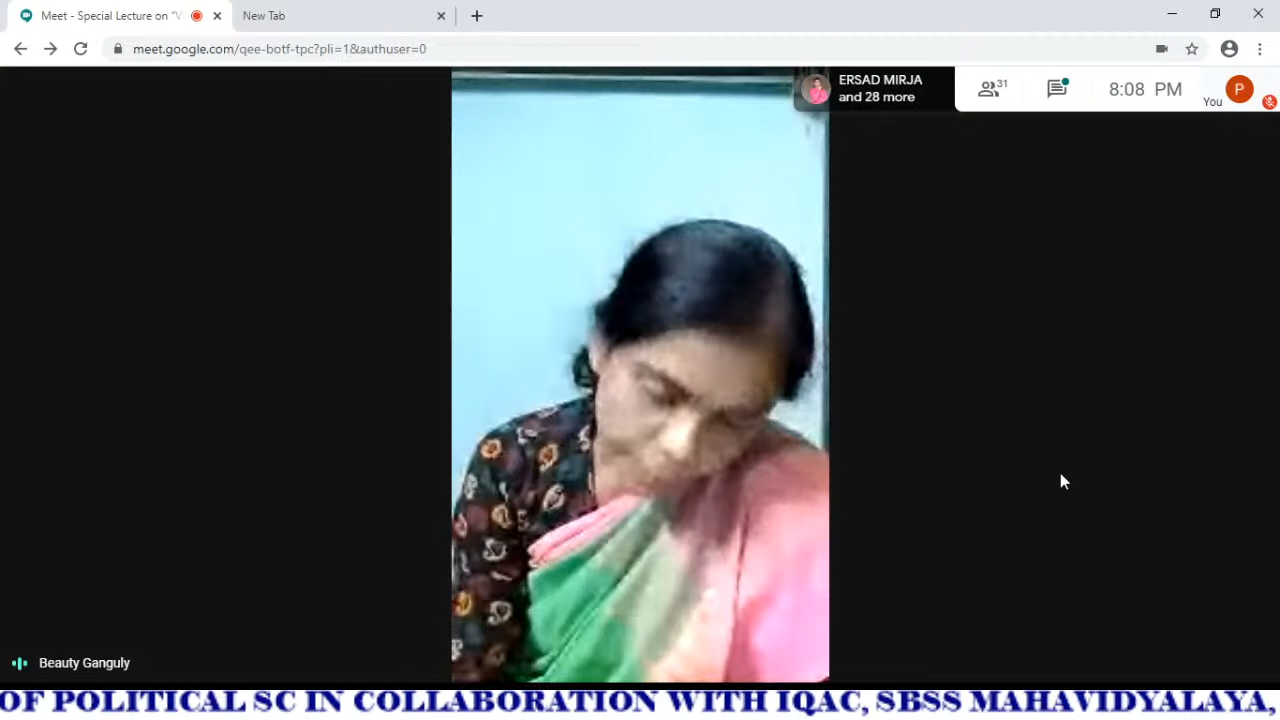 Meet - Special Lecture on "V
New Tab
meet.google.com/qee-botf-tpc?pli=1&authuser=0
ERSAD MIRJA
and 28 more
31
8:08 PM
You
P
Beauty Ganguly
OF POLITICAL SC IN COLLABORATION WITH IQAC, SBSS MAHAVIDYALAYA,